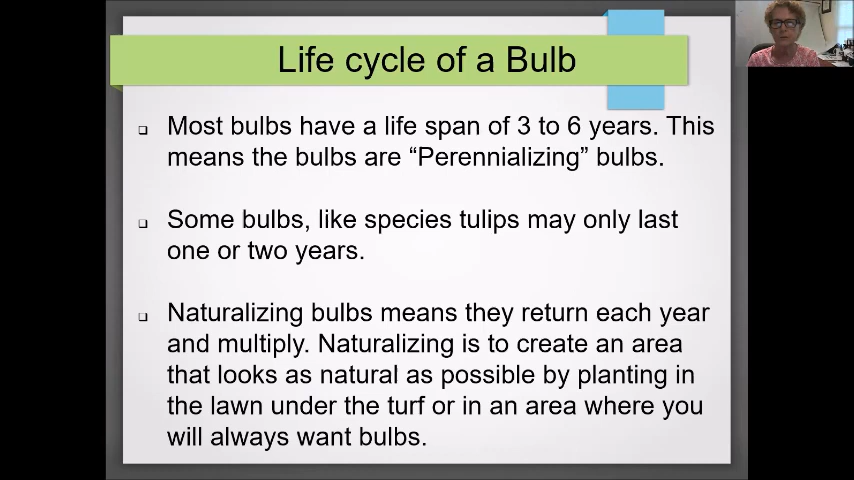 Life cycle of a Bulb
Most bulbs have a life span of 3 to 6 years. This
means the bulbs are “Perennializing” bulbs.
Some bulbs, like species tulips may only last
one or two years.
Naturalizing bulbs means they return each year
and multiply. Naturalizing is to create an area
that looks as natural as possible by planting in
the lawn under the turf or in an area where you
will always want bulbs.